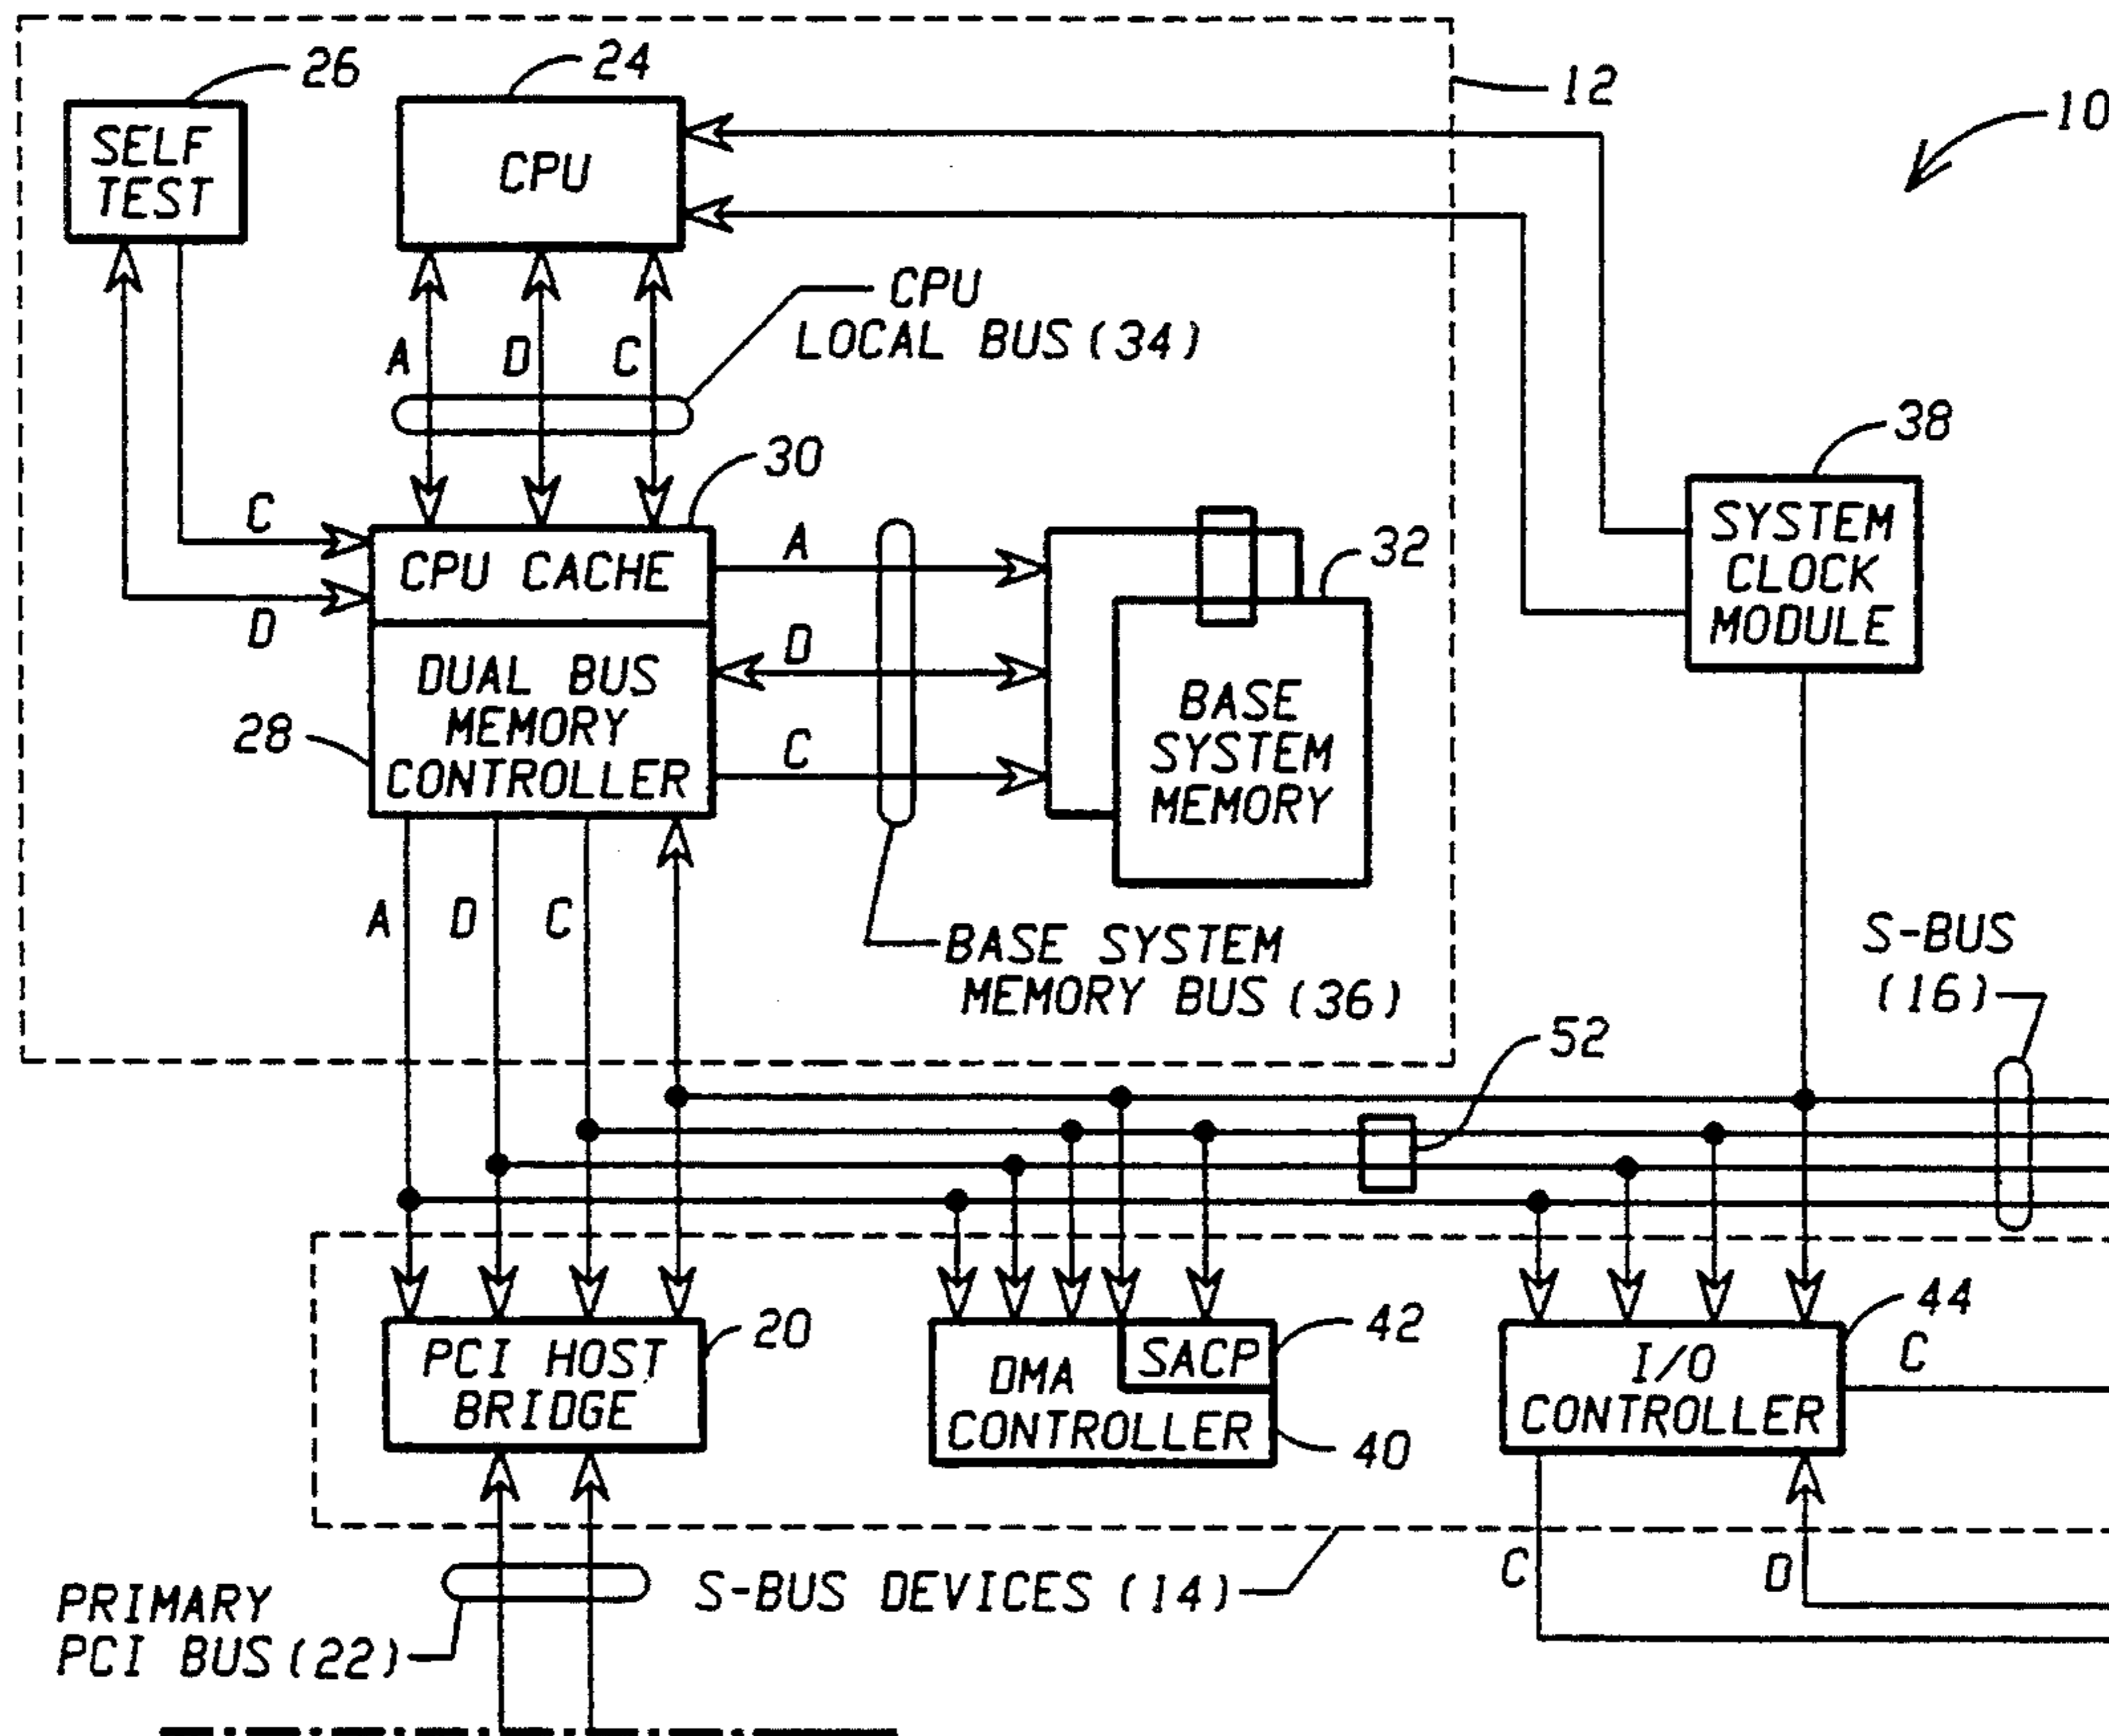 26
24
12
10
SELF
TEST
CPU
CPU
LOCAL BUS (34)
A
D
C
38
30
SYSTEM
CLOCK
MODULE
C
D
CPU CACHE
A
D
C
32
DUAL BUS
MEMORY
CONTROLLER
28
BASE
SYSTEM
MEMORY
A
D
C
BASE SYSTEM
MEMORY BUS (36)
S-BUS
(16)
52
PCI HOST
BRIDGE
20
SACP
42
DMA
CONTROLLER
40
I/O
CONTROLLER
44
C
C
D
S-BUS DEVICES (14)
PRIMARY
PCI BUS (22)